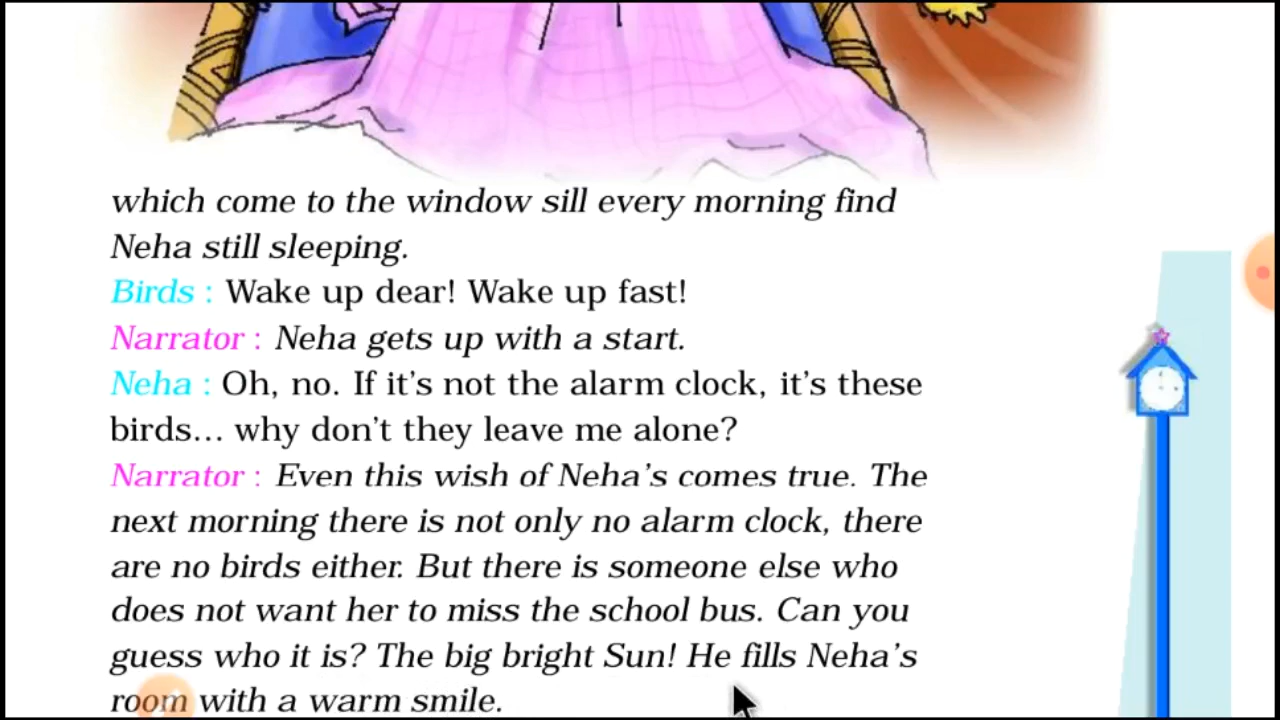 which come to the window sill every morning find
Neha still sleeping.
Birds : Wake up dear! Wake up fast!
Narrator : Neha gets up with a start.
Neha : Oh, no. If it's not the alarm clock, it's these
birds... why don't they leave me alone?
Narrator : Even this wish of Neha's comes true. The
next morning there is not only no alarm clock, there
are no birds either. But there is someone else who
does not want her to miss the school bus. Can you
guess who it is? The big bright Sun! He fills Neha's
room with a warm smile.